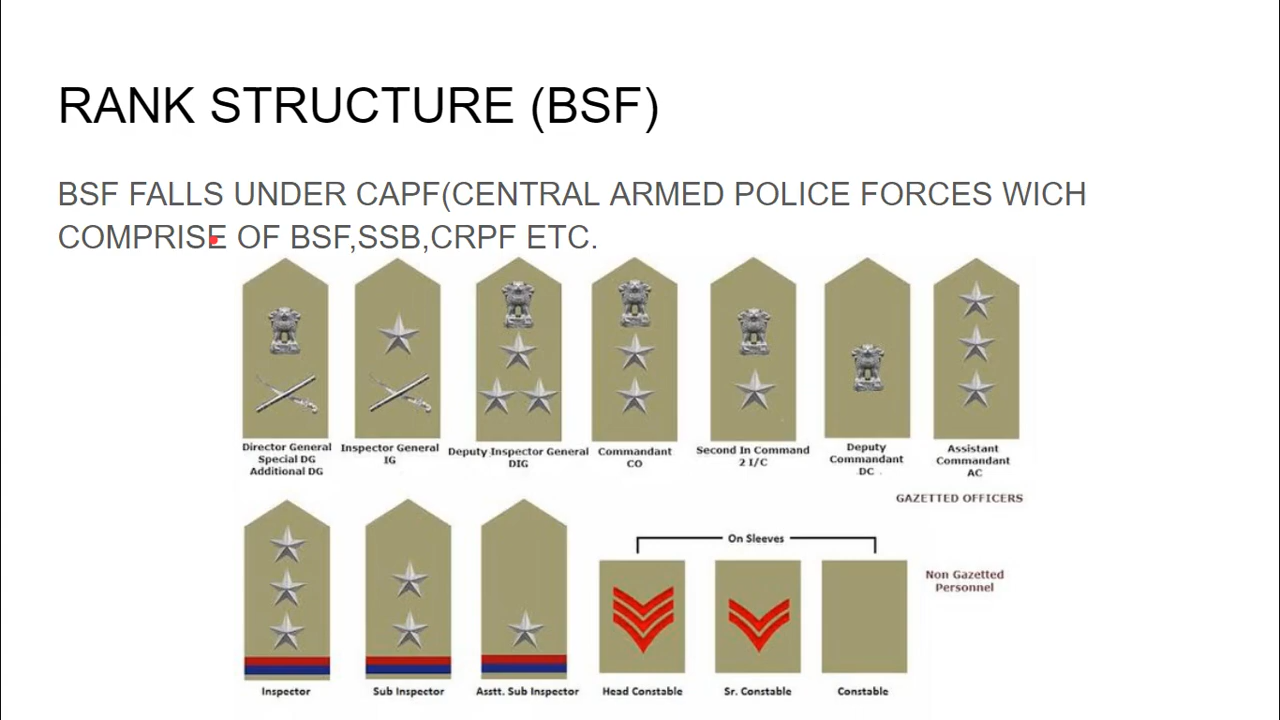 RANK STRUCTURE (BSF)
BSF FALLS UNDER CAPF(CENTRAL ARMED POLICE FORCES WICH
COMPRISE OF BSF,SSB,CRPF ETC.
Director General
Special DG
Additional DG
Inspector General
IG
Deputy Inspector General
DIG
Commandant
CO
Second In Command
2 I/C
Deputy
Commandant
DC
Assistant
Commandant
AC
GAZETTED OFFICERS
On Sleeves
Non Gazetted
Personnel
Inspector
Sub Inspector
Asstt. Sub Inspector
Head Constable
Sr. Constable
Constable